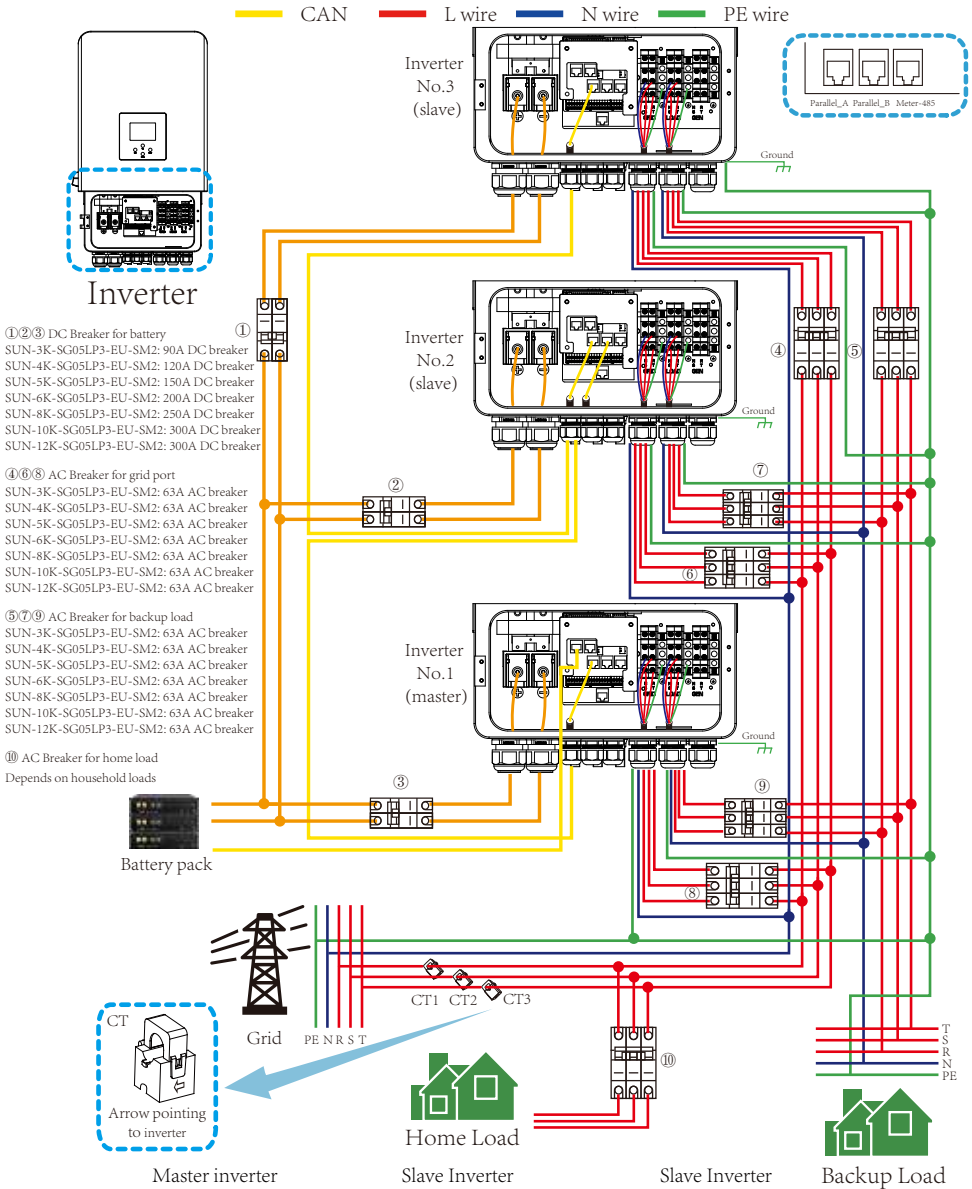 CAN L wire N wire PE wire
Inverter
No.3
(slave)
Parallel_A Parallel_B Meter-485
Ground
Inverter
①②③ DC Breaker for battery
SUN-3K-SG05LP3-EU-SM2: 90A DC breaker
SUN-4K-SG05LP3-EU-SM2: 120A DC breaker
SUN-5K-SG05LP3-EU-SM2: 150A DC breaker
SUN-6K-SG05LP3-EU-SM2: 200A DC breaker
SUN-8K-SG05LP3-EU-SM2: 250A DC breaker
SUN-10K-SG05LP3-EU-SM2: 300A DC breaker
SUN-12K-SG05LP3-EU-SM2: 300A DC breaker
④⑥⑧ AC Breaker for grid port
SUN-3K-SG05LP3-EU-SM2: 63A AC breaker
SUN-4K-SG05LP3-EU-SM2: 63A AC breaker
SUN-5K-SG05LP3-EU-SM2: 63A AC breaker
SUN-6K-SG05LP3-EU-SM2: 63A AC breaker
SUN-8K-SG05LP3-EU-SM2: 63A AC breaker
SUN-10K-SG05LP3-EU-SM2: 63A AC breaker
SUN-12K-SG05LP3-EU-SM2: 63A AC breaker
⑤⑦⑨ AC Breaker for backup load
SUN-3K-SG05LP3-EU-SM2: 63A AC breaker
SUN-4K-SG05LP3-EU-SM2: 63A AC breaker
SUN-5K-SG05LP3-EU-SM2: 63A AC breaker
SUN-6K-SG05LP3-EU-SM2: 63A AC breaker
SUN-8K-SG05LP3-EU-SM2: 63A AC breaker
SUN-10K-SG05LP3-EU-SM2: 63A AC breaker
SUN-12K-SG05LP3-EU-SM2: 63A AC breaker
⑩ AC Breaker for home load
Depends on household loads
①
④
⑤
Inverter
No.2
(slave)
LOAD GEN
Ground
②
⑦
⑥
Inverter
No.1
(master)
LOAD GEN
Ground
③
⑨
⑧
Battery pack
CT1 CT2 CT3
Grid
PE N R S T
CT
Arrow pointing
to inverter
⑩
Home Load
T
S
R
N
PE
Backup Load
Master inverter Slave Inverter Slave Inverter